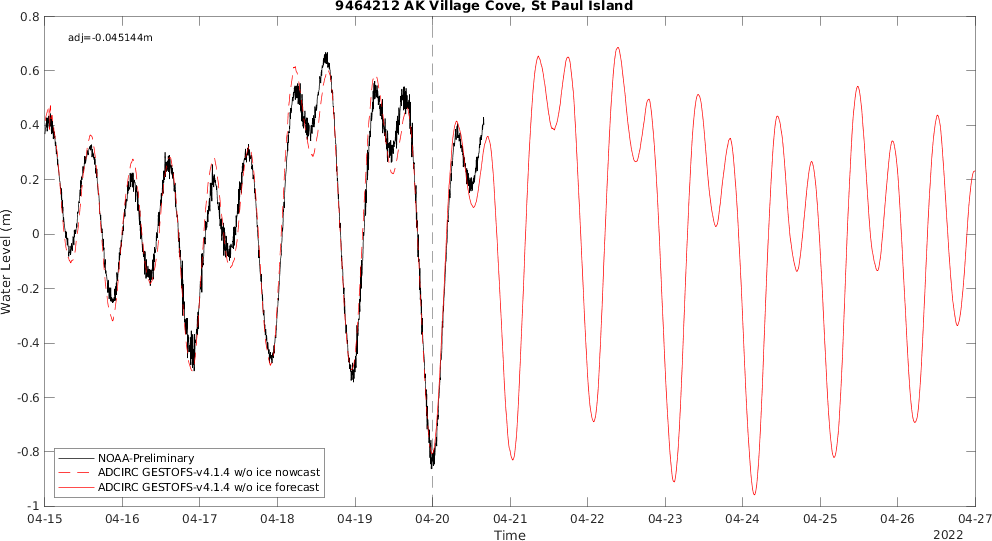 9464212 AK Village Cove, St Paul Island
adj=-0.045144m
0.8
0.6
0.4
0.2
0
-0.2
-0.4
-0.6
-0.8
-1
Water Level (m)
NOAA-Preliminary
ADCIRC GESTOFS-v4.1.4 w/o ice nowcast
ADCIRC GESTOFS-v4.1.4 w/o ice forecast
04-15 04-16 04-17 04-18 04-19 04-20 04-21 04-22 04-23 04-24 04-25 04-26 04-27
Time
2022